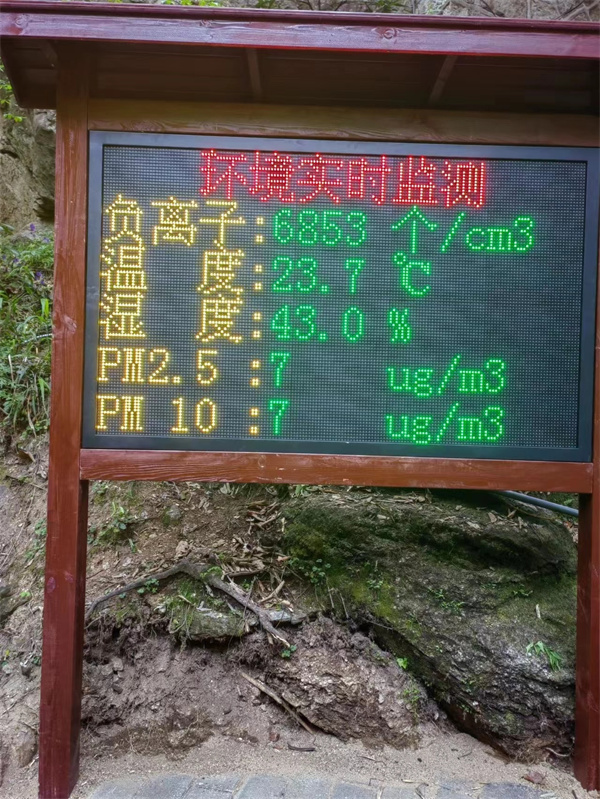 环境实时监测
负离子:6853 个/cm3
温 度:23.7 ℃
湿 度:43.0 %
PM2.5 :7 ug/m3
PM 10 :7 ug/m3